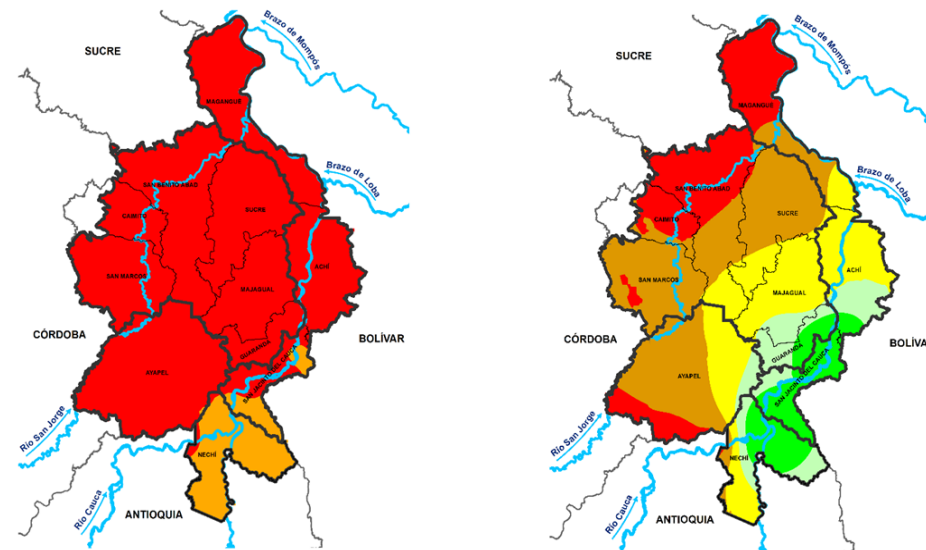 SUCRE
Brazo de Mompós
MAGANGUÉ
Brazo de Loba
SAN BENITO ABAD
CAIMITO
SUCRE
SAN MARCOS
ACHÍ
MAJAGUAL
CÓRDOBA
BOLÍVAR
GUARANDA
AYAPEL
SAN JACINTO DEL CAUCA
Río San Jorge
NECHÍ
Río Cauca
ANTIOQUIA
SUCRE
Brazo de Mompós
MAGANGUÉ
Brazo de Loba
SAN BENITO ABAD
CAIMITO
SUCRE
SAN MARCOS
ACHÍ
MAJAGUAL
CÓRDOBA
BOLÍVA
GUARANDA
AYAPEL
SAN JACINTO DEL CAUCA
Río San Jorge
NECHÍ
Río Cauca
ANTIOQUIA